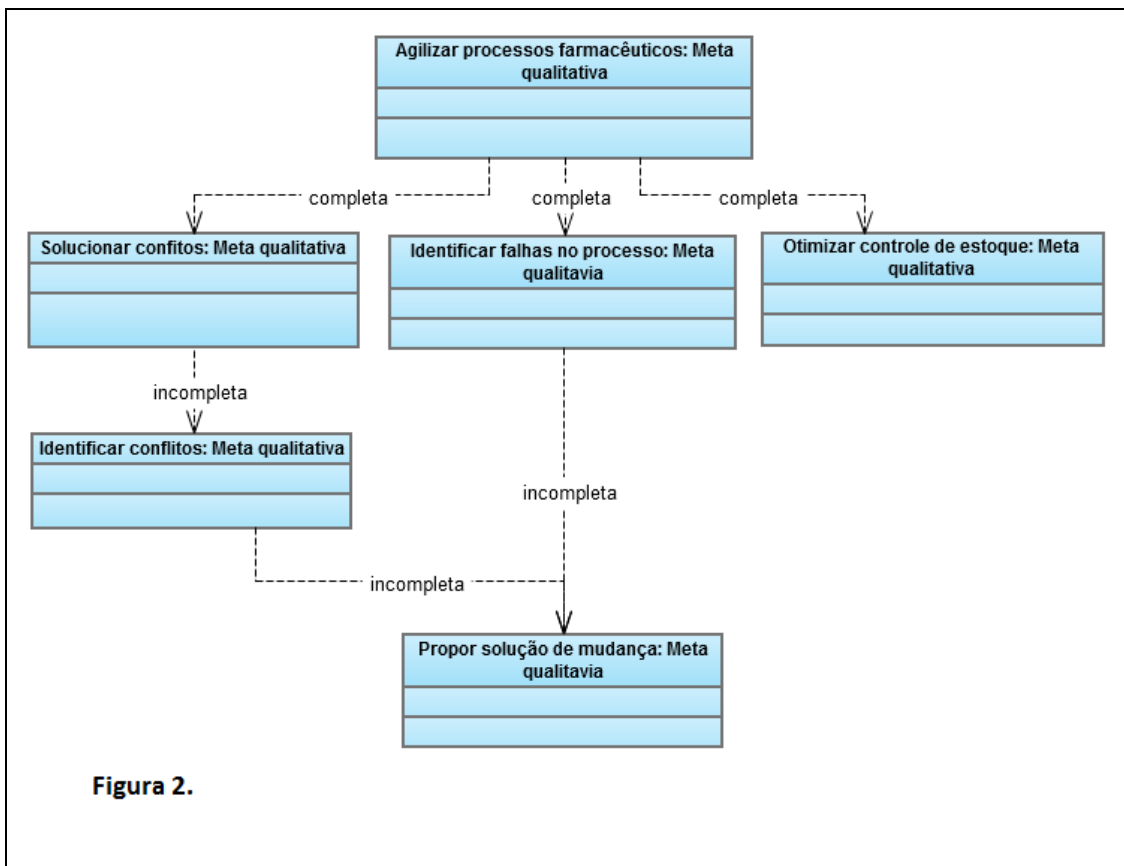 Agilizar processos farmacêuticos: Meta
qualitativa
completa
completa
completa
Solucionar confitos: Meta qualitativa
Identificar falhas no processo: Meta
qualitavia
Otimizar controle de estoque: Meta
qualitativa
incompleta
Identificar conflitos: Meta qualitativa
incompleta
incompleta
Propor solução de mudança: Meta
qualitavia
Figura 2.